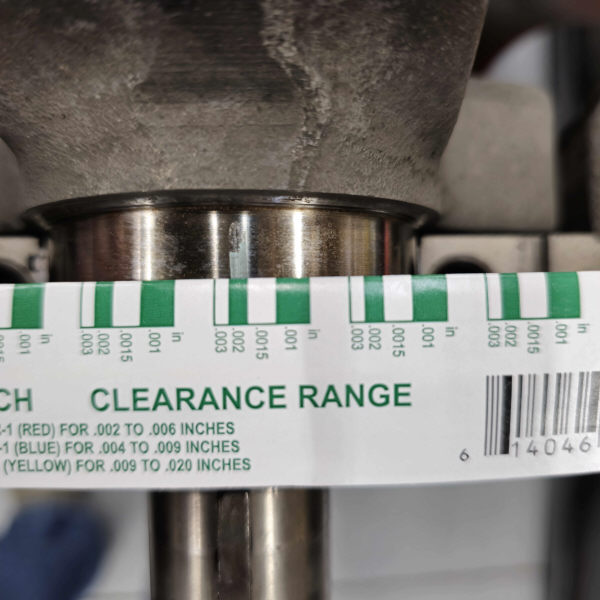 .001 in .003 .002 .0015 .001 in .003 .002 .0015 .001 in .003 .002 .0015 .001 in .003 .002 .0015 .001 in
CH CLEARANCE RANGE
-1 (RED) FOR .002 TO .006 INCHES
-1 (BLUE) FOR .004 TO .009 INCHES
(YELLOW) FOR .009 TO .020 INCHES
6 14046